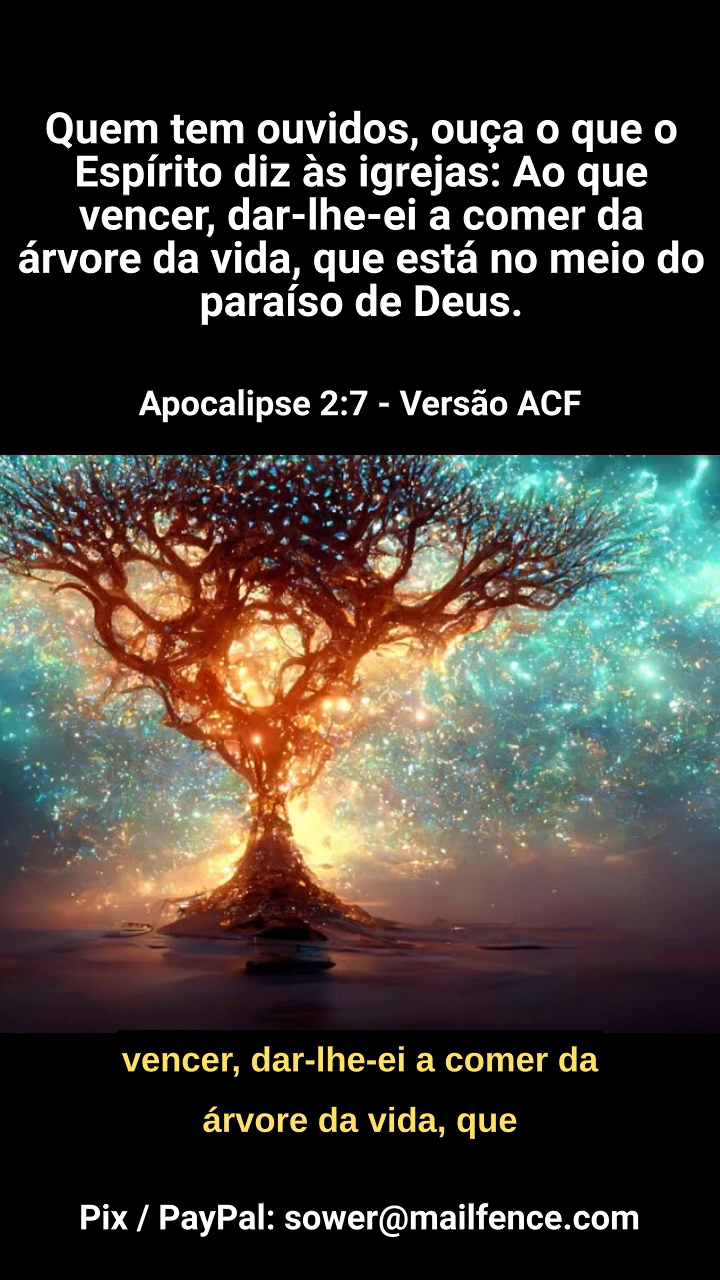 Quem tem ouvidos, ouça o que o
Espírito diz às igrejas: Ao que
vencer, dar-lhe-ei a comer da
árvore da vida, que está no meio do
paraíso de Deus.
Apocalipse 2:7 - Versão ACF
vencer, dar-lhe-ei a comer da
árvore da vida, que
Pix / PayPal: sower@mailfence.com